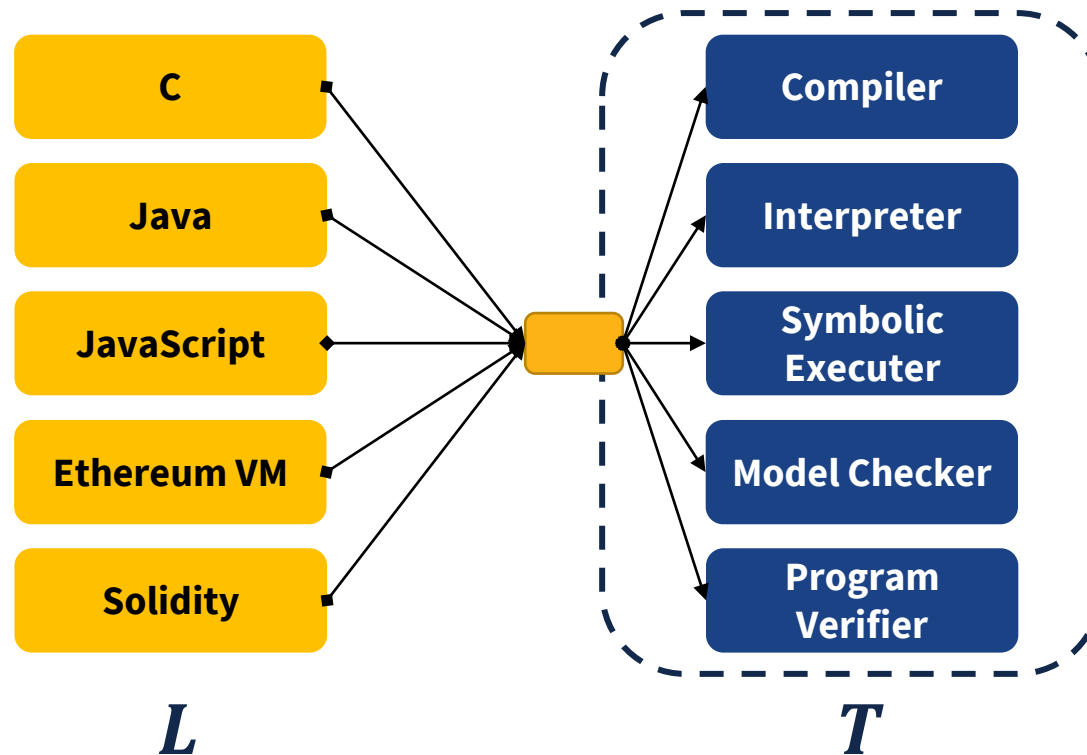 C
Java
JavaScript
Ethereum VM
Solidity
L
Compiler
Interpreter
Symbolic
Executer
Model Checker
Program
Verifier
T